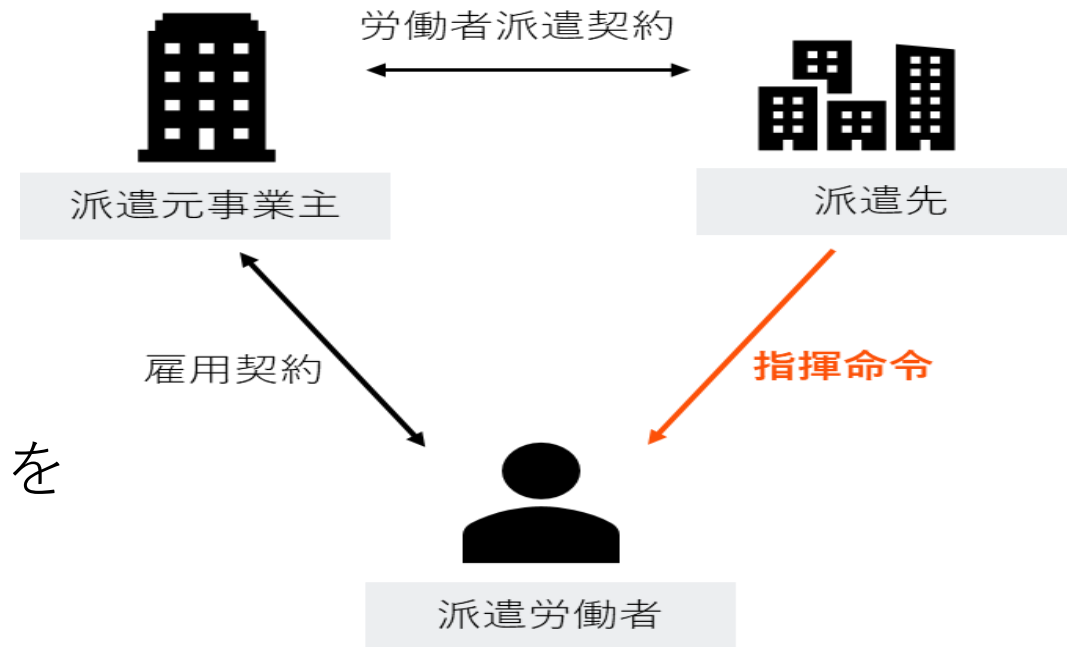 労働者派遣契約
派遣元事業主
派遣先
雇用契約
指揮命令
を
派遣労働者